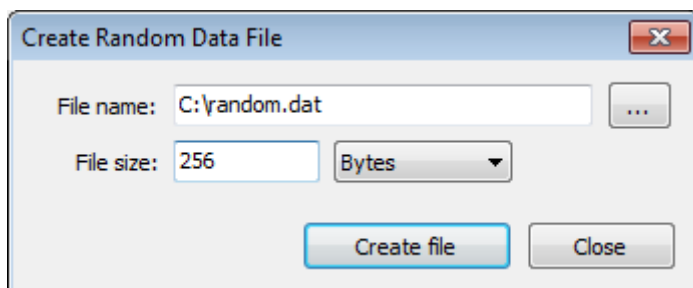 Create Random Data File
File name: C:\random.dat ...
File size: 256 Bytes
Create file Close